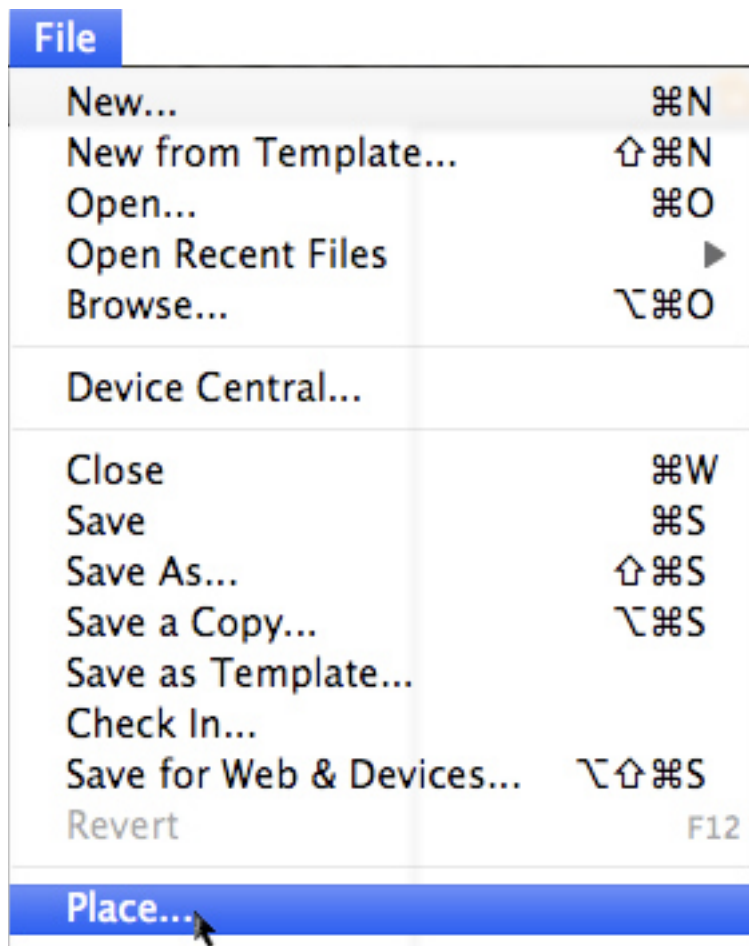 File
New... ⌘N
New from Template... ⇧⌘N
Open... ⌘O
Open Recent Files ▶
Browse... ⌥⌘O
Device Central...
Close ⌘W
Save ⌘S
Save As... ⇧⌘S
Save a Copy... ⌥⌘S
Save as Template...
Check In...
Save for Web & Devices... ⌥⇧⌘S
Revert F12
Place...